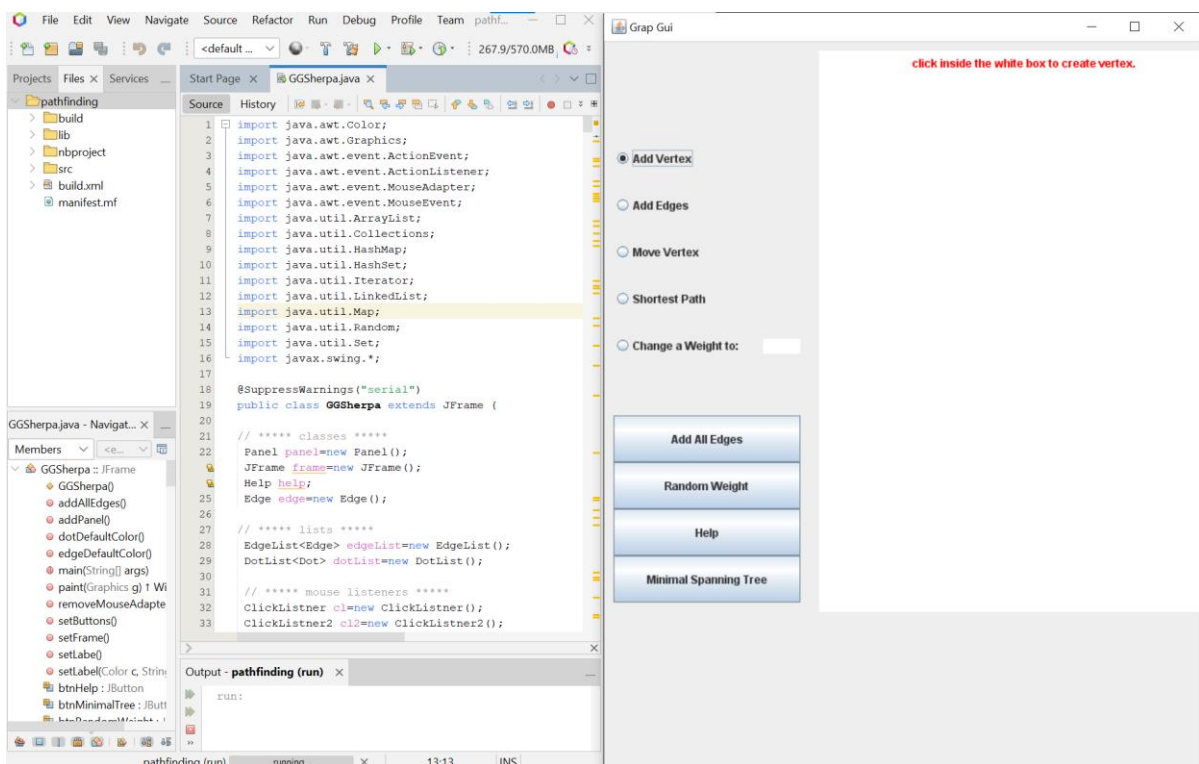 File Edit View Navigate Source Refactor Run Debug Profile Team pathf...
<default ... 267.9/570.0MB
Projects Files Services
pathfinding
build
lib
nbproject
src
build.xml
manifest.mf
Start Page GGSherpa.java
Source History
1 import java.awt.Color;
2 import java.awt.Graphics;
3 import java.awt.event.ActionEvent;
4 import java.awt.event.ActionListener;
5 import java.awt.event.MouseAdapter;
6 import java.awt.event.MouseEvent;
7 import java.util.ArrayList;
8 import java.util.Collections;
9 import java.util.HashMap;
10 import java.util.HashSet;
11 import java.util.Iterator;
12 import java.util.LinkedList;
13 import java.util.Map;
14 import java.util.Random;
15 import java.util.Set;
16 import javax.swing.*;
17
18 @SuppressWarnings("serial")
19 public class GGSherpa extends JFrame {
20
21 // ***** classes *****
22 Panel panel=new Panel();
JFrame frame=new JFrame();
Help help;
25 Edge edge=new Edge();
26
27 // ***** lists *****
28 EdgeList<Edge> edgeList=new EdgeList();
29 DotList<Dot> dotList=new DotList();
30
31 // ***** mouse listeners *****
32 ClickListner cl=new ClickListner();
33 ClickListner2 cl2=new ClickListner2();
GGSherpa.java - Navigat...
Members <e...
GGSherpa :: JFrame
GGSherpa()
addAllEdges()
addPanel()
dotDefaultColor()
edgeDefaultColor()
main(String[] args)
paint(Graphics g) ↑ Wi
removeMouseAdapte
setButtons()
setFrame()
setLabe()
setLabel(Color c, String
btnHelp : JButton
btnMinimalTree : JButt
Output - pathfinding (run)
run:
pathfinding (run) running 13:13 INS
Grap Gui
click inside the white box to create vertex.
Add Vertex
Add Edges
Move Vertex
Shortest Path
Change a Weight to:
Add All Edges
Random Weight
Help
Minimal Spanning Tree